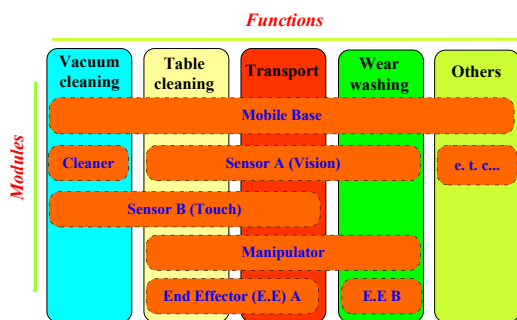 Functions
Vacuum
cleaning
Table
cleaning
Transport
Wear
washing
Others
Modules
Mobile Base
Cleaner
Sensor A (Vision)
e. t. c...
Sensor B (Touch)
Manipulator
End Effector (E.E) A
E.E B